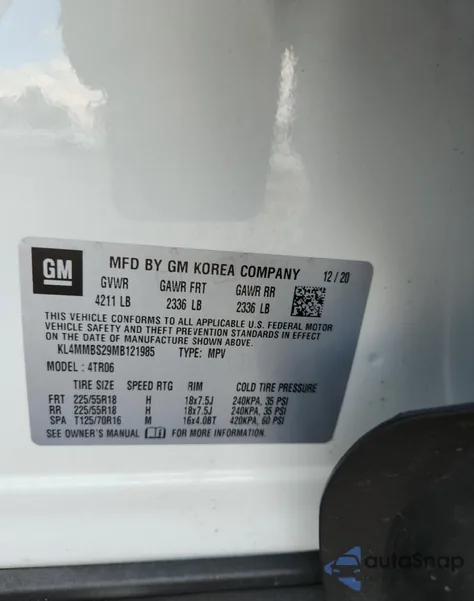 GM
MFD BY GM KOREA COMPANY 12 / 20
GVWR GAWR FRT GAWR RR
4211 LB 2336 LB 2336 LB
THIS VEHICLE CONFORMS TO ALL APPLICABLE U.S. FEDERAL MOTOR
VEHICLE SAFETY AND THEFT PREVENTION STANDARDS IN EFFECT
ON THE DATE OF MANUFACTURE SHOWN ABOVE.
KL4MMBS29MB121985 TYPE: MPV
MODEL : 4TR06
TIRE SIZE SPEED RTG RIM COLD TIRE PRESSURE
FRT 225/55R18 H 18x7.5J 240KPA, 35 PSI
RR 225/55R18 H 18x7.5J 240KPA, 35 PSI
SPA T125/70R16 M 16x4.0BT 420KPA, 60 PSI
SEE OWNER'S MANUAL FOR MORE INFORMATION.
autoSnap